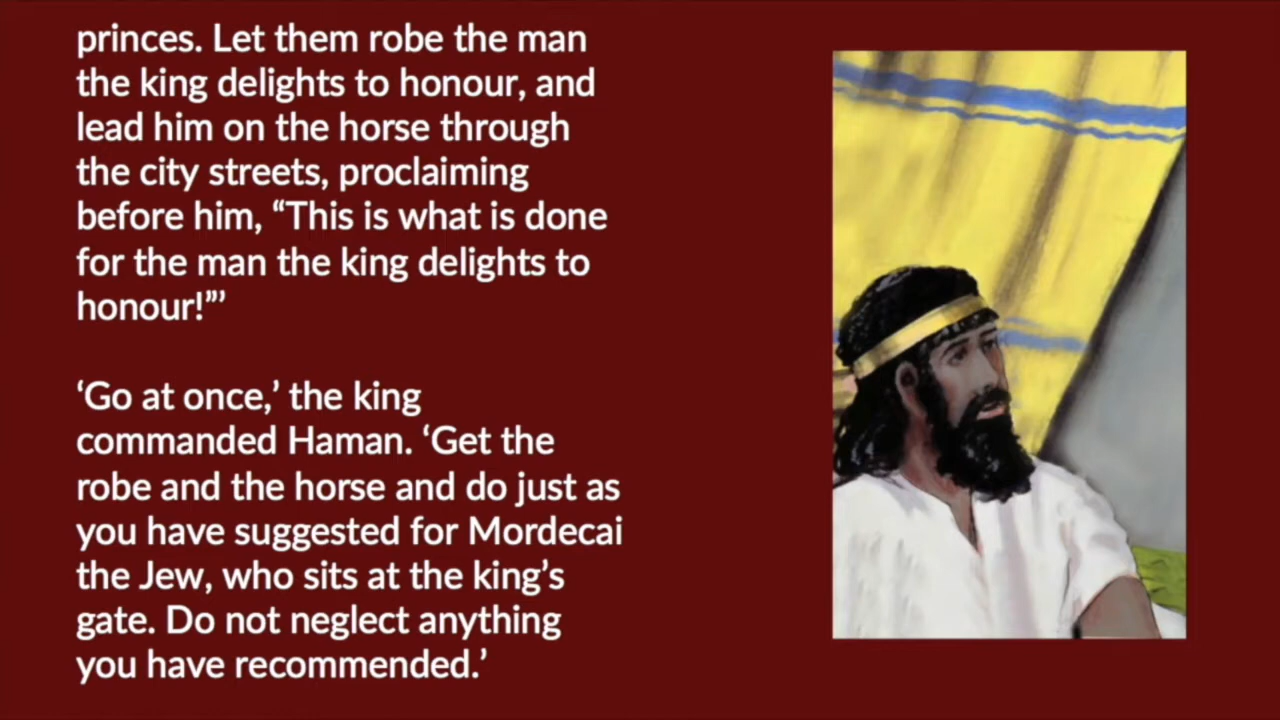 princes. Let them robe the man
the king delights to honour, and
lead him on the horse through
the city streets, proclaiming
before him, “This is what is done
for the man the king delights to
honour!”’
‘Go at once,’ the king
commanded Haman. ‘Get the
robe and the horse and do just as
you have suggested for Mordecai
the Jew, who sits at the king’s
gate. Do not neglect anything
you have recommended.’